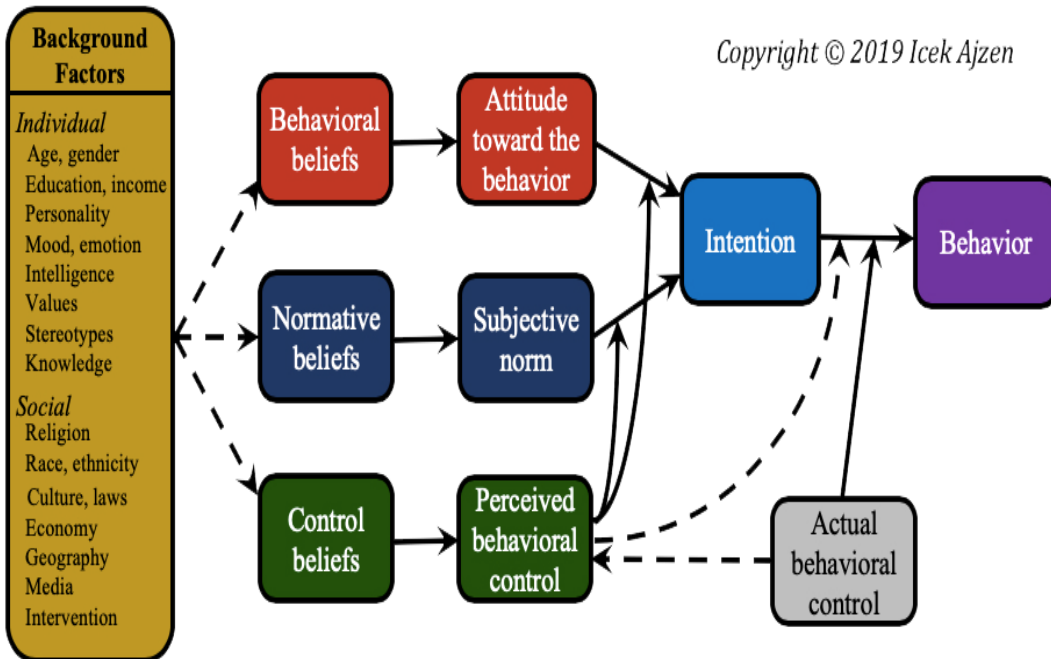 Background
Factors
Individual
Age, gender
Education, income
Personality
Mood, emotion
Intelligence
Values
Stereotypes
Knowledge
Social
Religion
Race, ethnicity
Culture, laws
Economy
Geography
Media
Intervention
Copyright © 2019 Icek Ajzen
Behavioral
beliefs
Attitude
toward the
behavior
Normative
beliefs
Subjective
norm
Control
beliefs
Perceived
behavioral
control
Intention
Behavior
Actual
behavioral
control